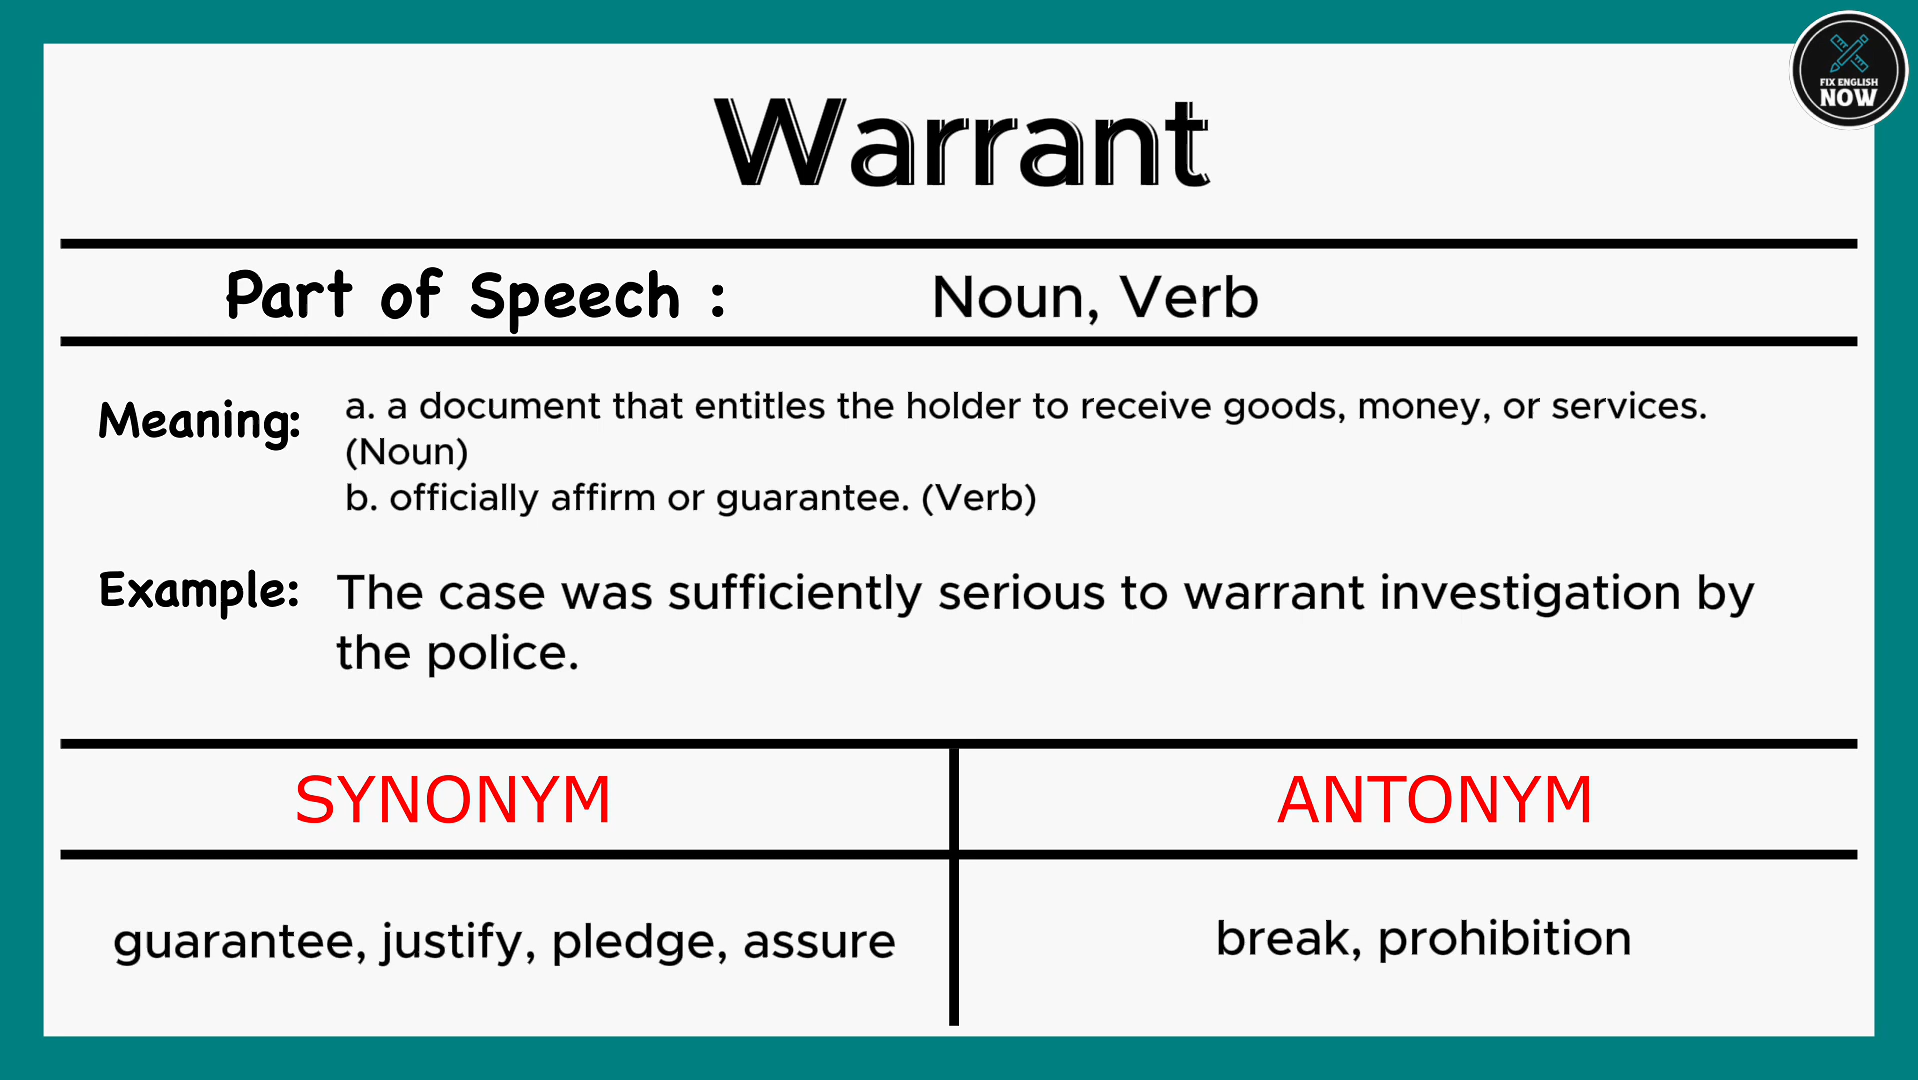 FIX ENGLISH
NOW
Warrant
Part of Speech : Noun, Verb
Meaning: a. a document that entitles the holder to receive goods, money, or services.
(Noun)
b. officially affirm or guarantee. (Verb)
Example: The case was sufficiently serious to warrant investigation by
the police.
SYNONYM ANTONYM
guarantee, justify, pledge, assure break, prohibition